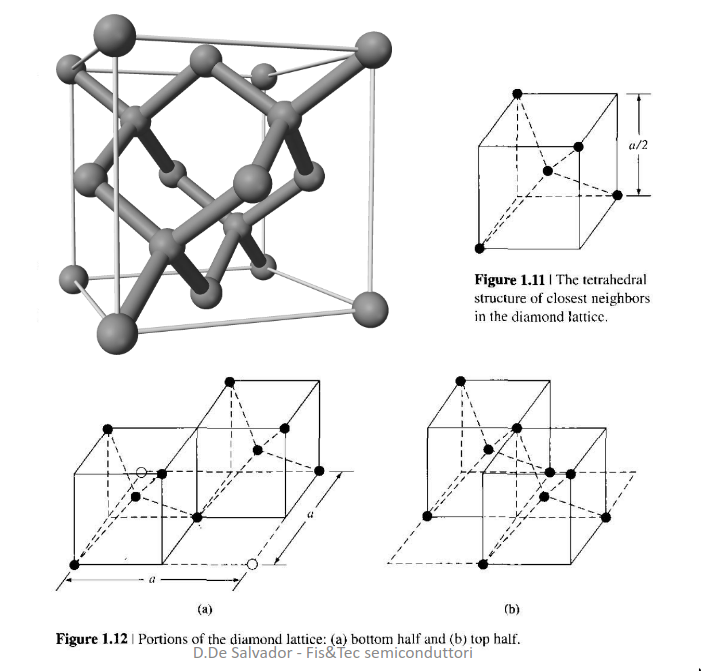 a/2
Figure 1.11 | The tetrahedral
structure of closest neighbors
in the diamond lattice.
a
a
(a)
(b)
Figure 1.12 | Portions of the diamond lattice: (a) bottom half and (b) top half.
D.De Salvador - Fis&Tec semiconduttori